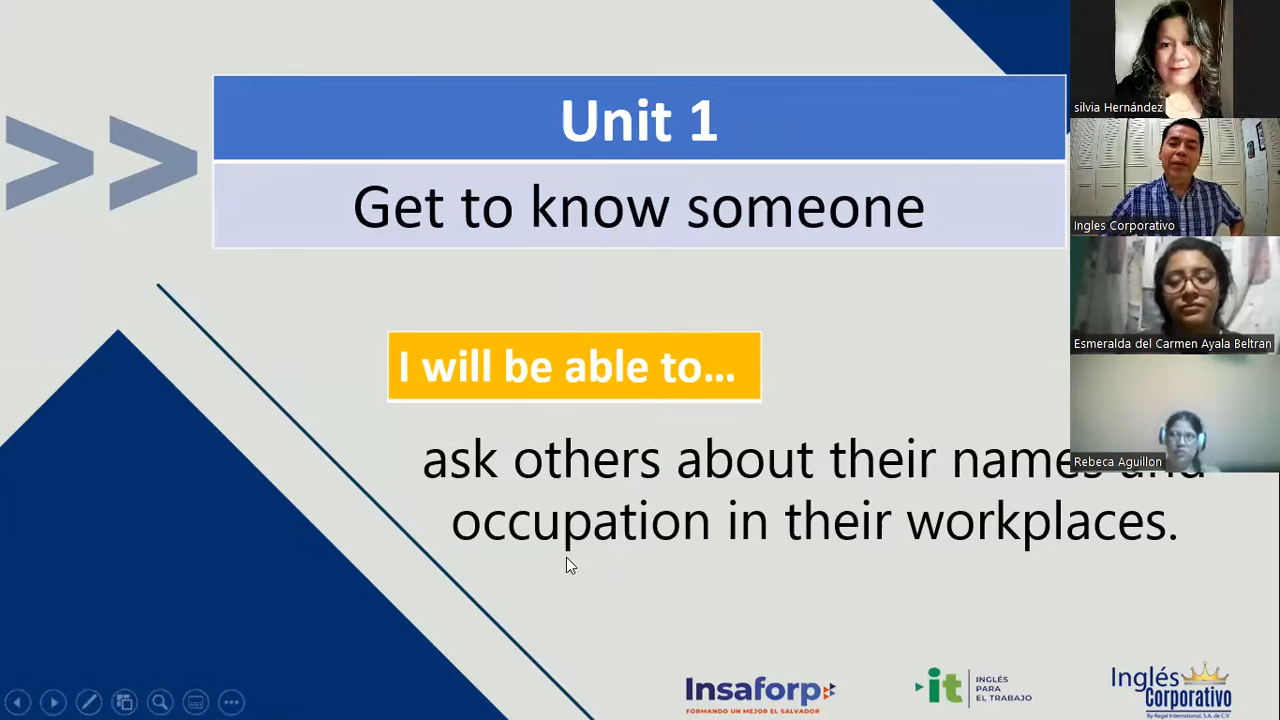 Unit 1
Get to know someone
I will be able to...
ask others about their names and
occupation in their workplaces.
silvia Hernández
Ingles Corporativo
Esmeralda del Carmen Ayala Beltran
Rebeca Aguillon
Insaforp
FORMANDO UN MEJOR EL SALVADOR
it
INGLÉS
PARA
EL TRABAJO
Inglés
Corporativo
By Regal International, S.A. de C.V.